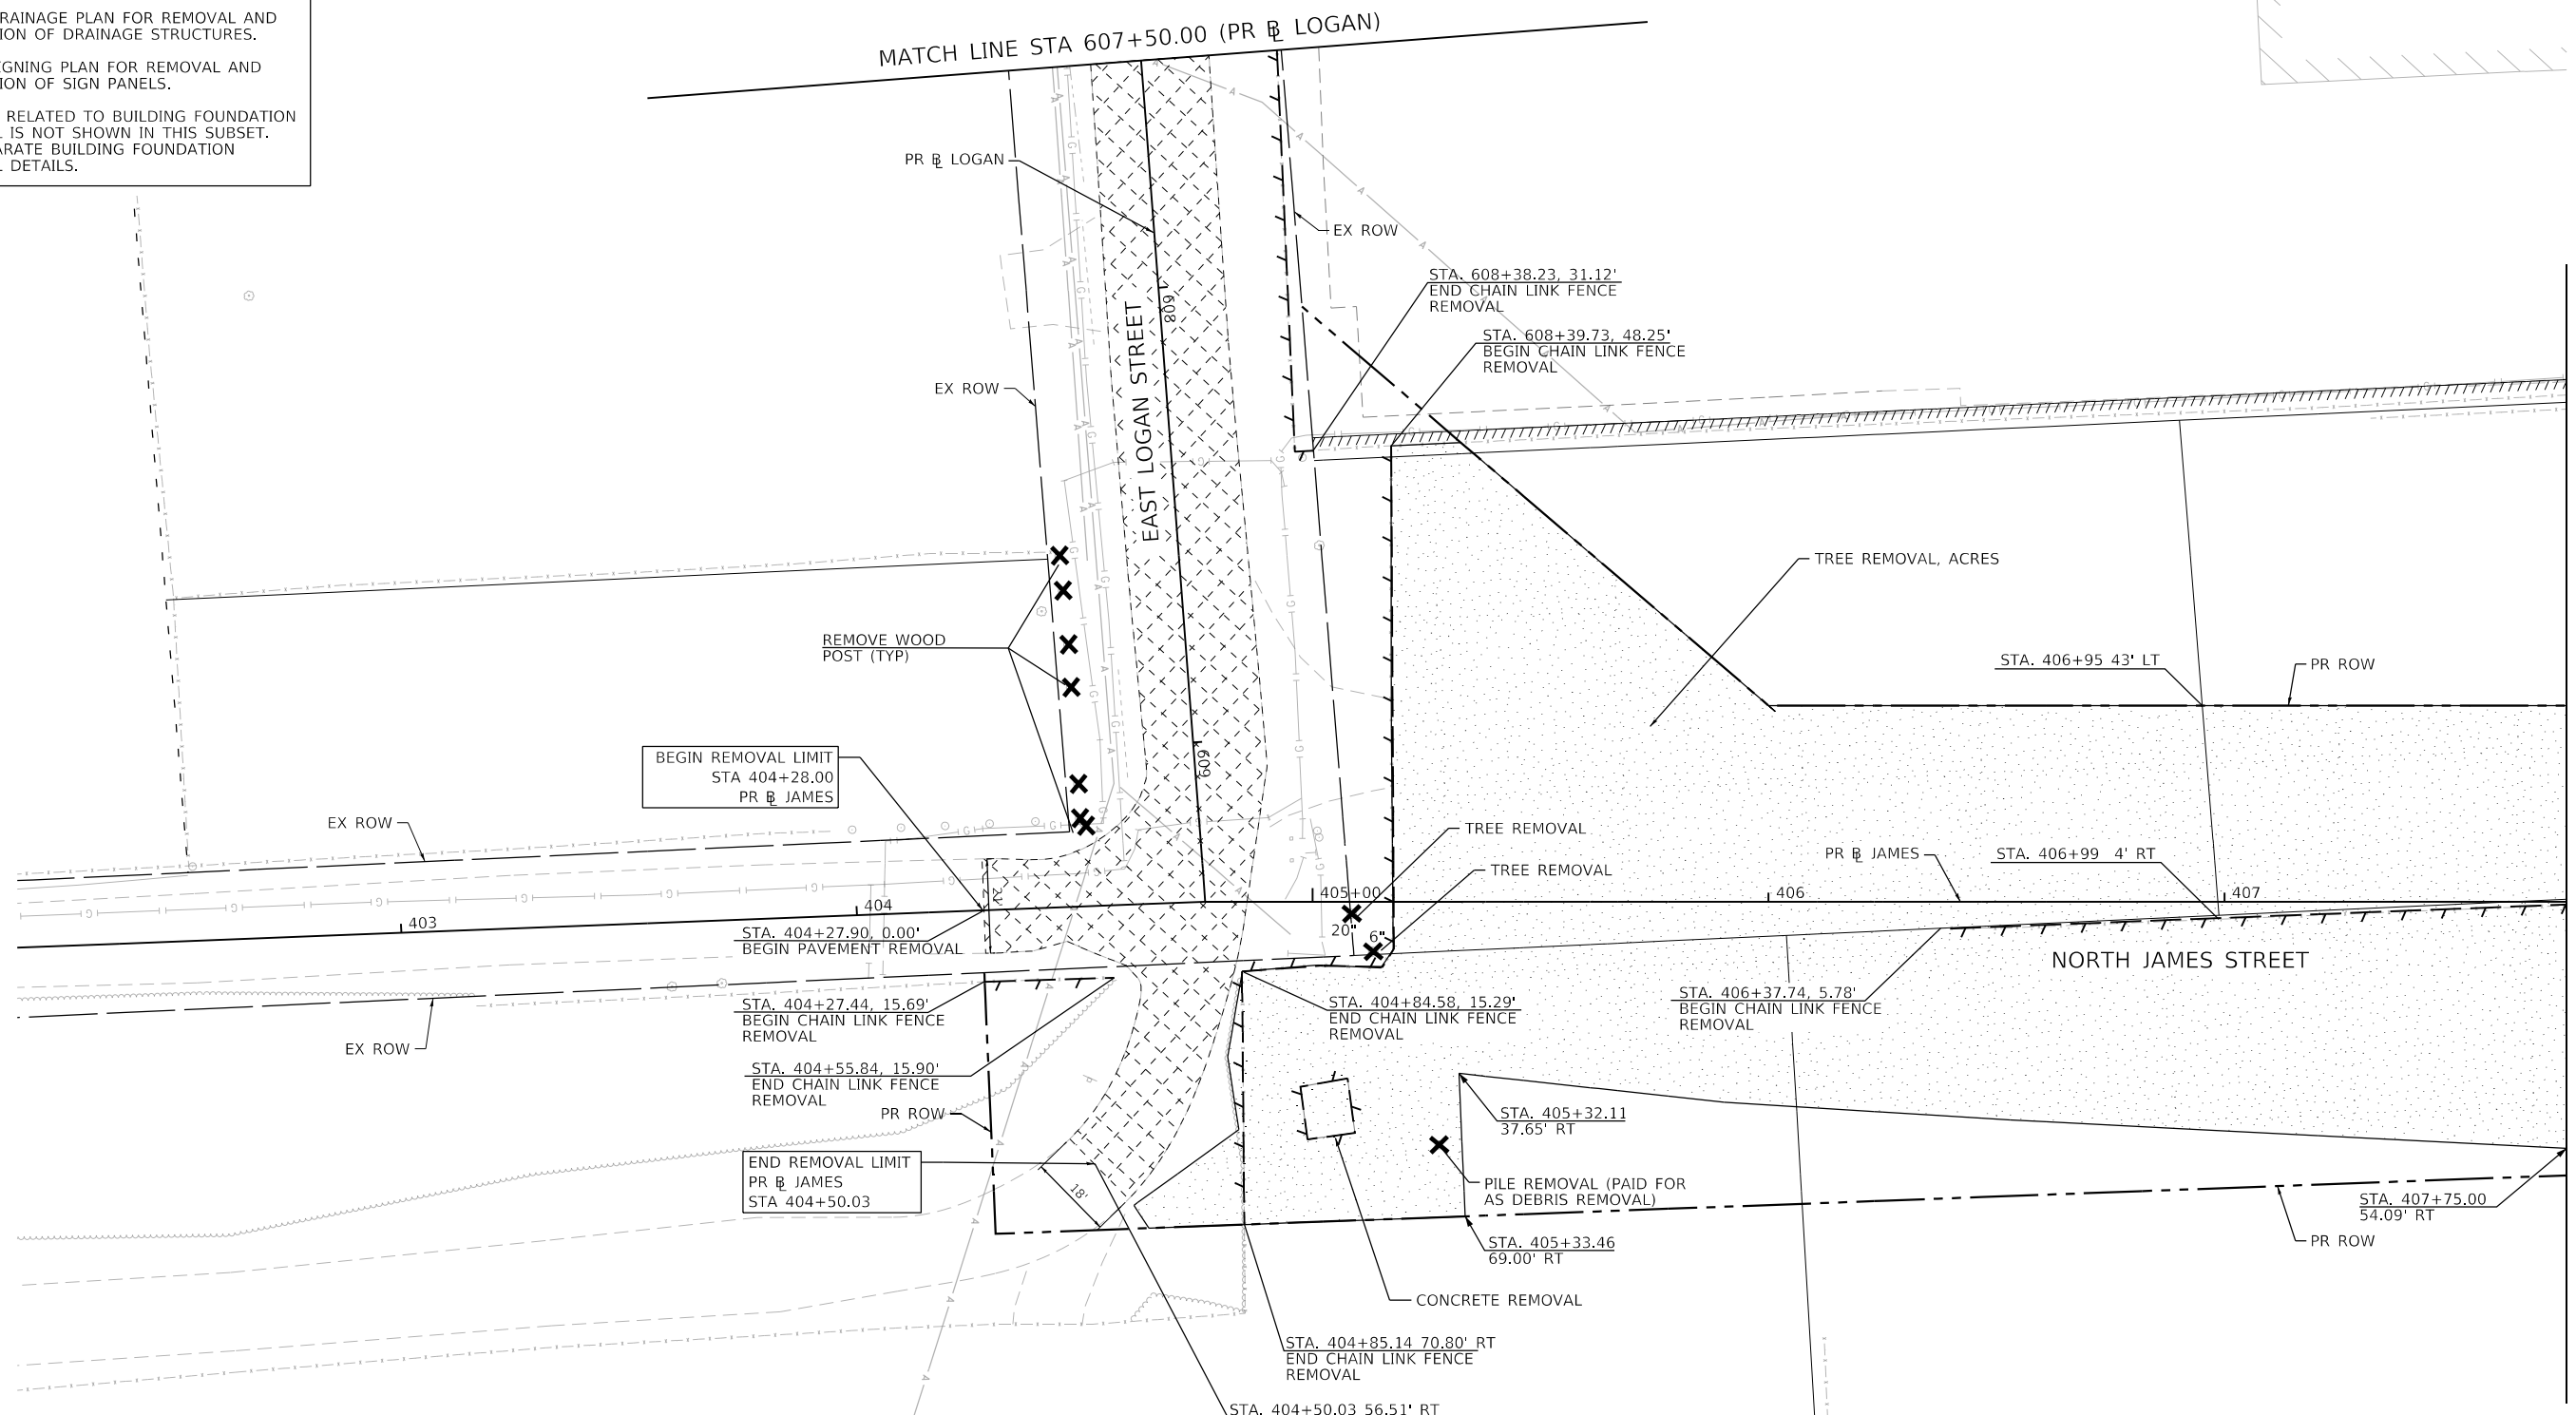 RAINAGE PLAN FOR REMOVAL AND
ION OF DRAINAGE STRUCTURES.
IGNING PLAN FOR REMOVAL AND
ION OF SIGN PANELS.
RELATED TO BUILDING FOUNDATION
IS NOT SHOWN IN THIS SUBSET.
ARATE BUILDING FOUNDATION
DETAILS.
MATCH LINE STA 607+50.00 (PR BL LOGAN)
PR BL LOGAN
EX ROW
STA. 608+38.23, 31.12'
END CHAIN LINK FENCE
REMOVAL
608
STA. 608+39.73, 48.25'
BEGIN CHAIN LINK FENCE
REMOVAL
EX ROW
EAST LOGAN STREET
TREE REMOVAL, ACRES
REMOVE WOOD
POST (TYP)
STA. 406+95 43' LT
PR ROW
609
BEGIN REMOVAL LIMIT
STA 404+28.00
PR BL JAMES
EX ROW
TREE REMOVAL
TREE REMOVAL
PR BL JAMES
STA. 406+99 4' RT
403
404
21'
405+00
406
407
20"
6"
STA. 404+27.90, 0.00'
BEGIN PAVEMENT REMOVAL
NORTH JAMES STREET
STA. 404+27.44, 15.69'
BEGIN CHAIN LINK FENCE
REMOVAL
STA. 404+84.58, 15.29'
END CHAIN LINK FENCE
REMOVAL
STA. 406+37.74, 5.78'
BEGIN CHAIN LINK FENCE
REMOVAL
EX ROW
STA. 404+55.84, 15.90'
END CHAIN LINK FENCE
REMOVAL
PR ROW
STA. 405+32.11
37.65' RT
END REMOVAL LIMIT
PR BL JAMES
STA 404+50.03
18'
PILE REMOVAL (PAID FOR
AS DEBRIS REMOVAL)
STA. 407+75.00
54.09' RT
STA. 405+33.46
69.00' RT
PR ROW
CONCRETE REMOVAL
STA. 404+85.14 70.80' RT
END CHAIN LINK FENCE
REMOVAL
STA. 404+50.03 56.51' RT